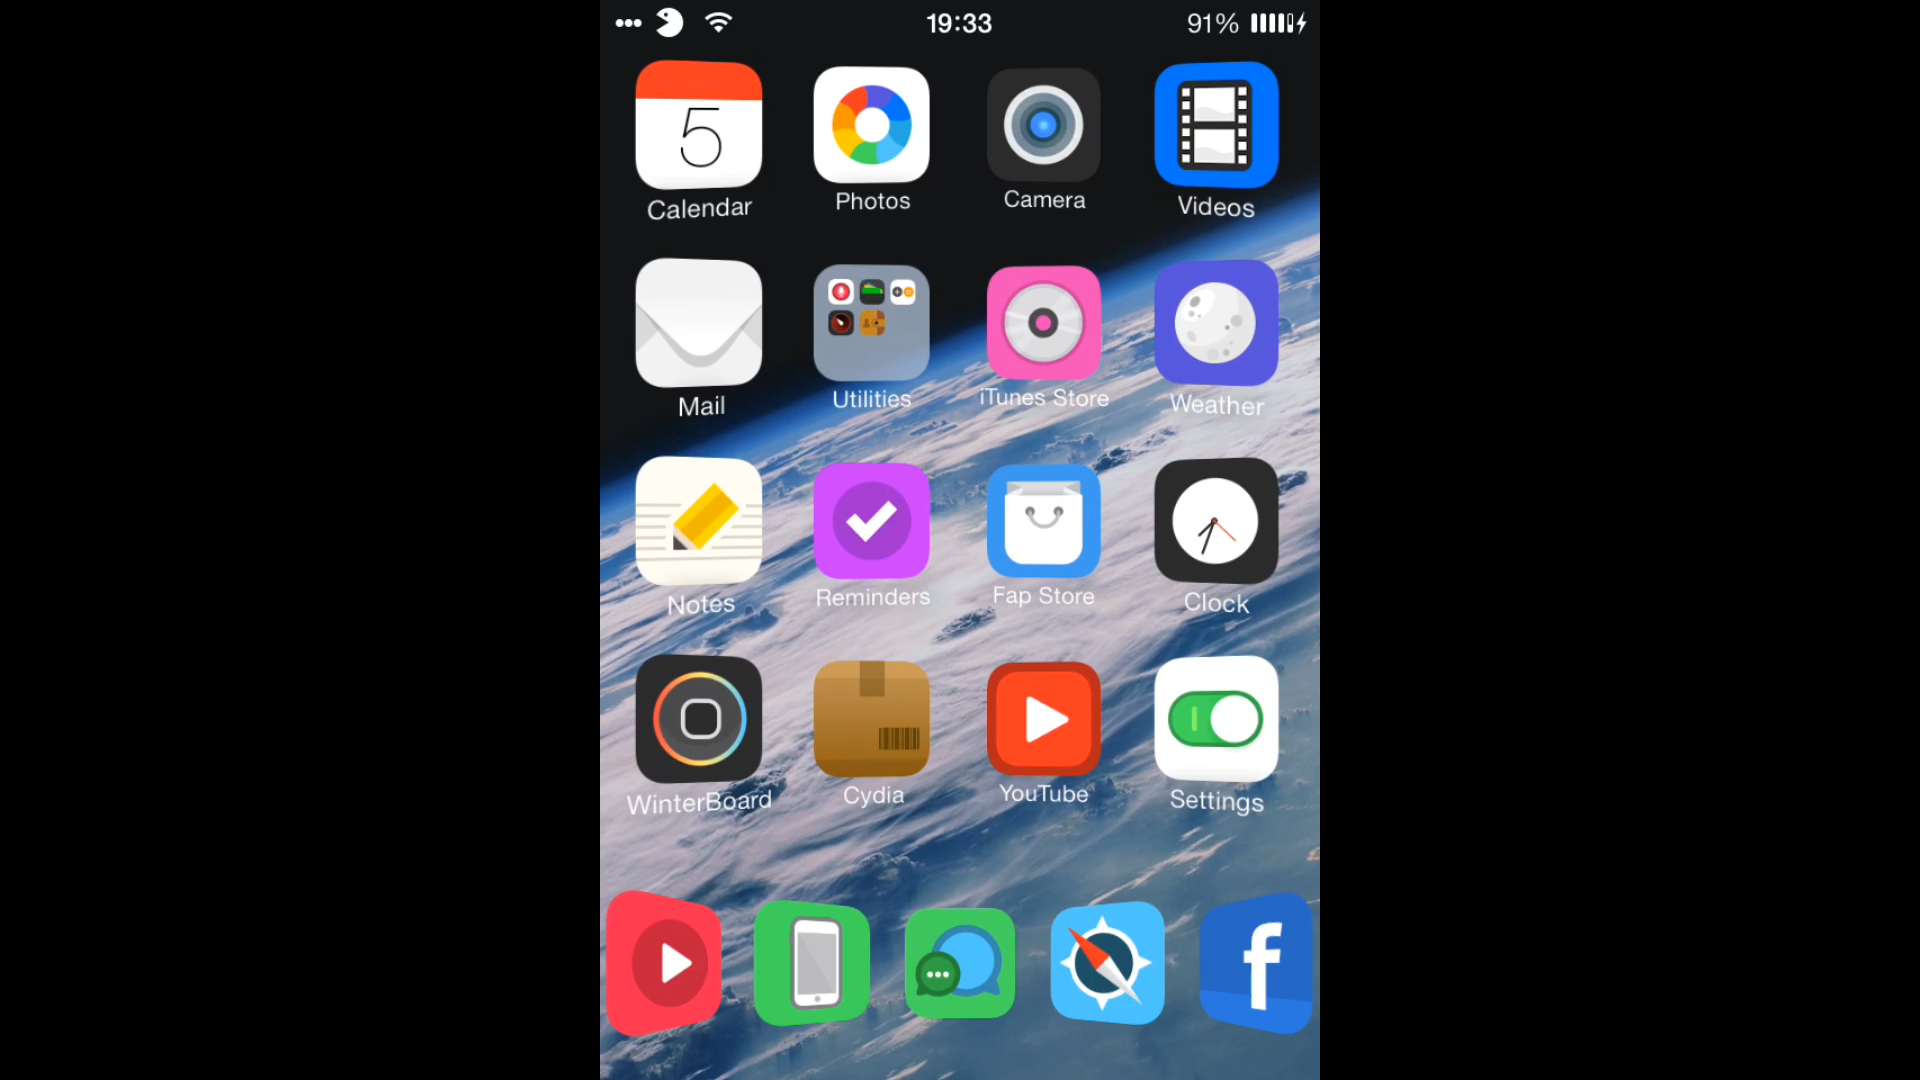 19:33
91%
5
Calendar
Photos
Camera
Videos
Mail
Utilities
iTunes Store
Weather
Notes
Reminders
Fap Store
Clock
WinterBoard
Cydia
YouTube
Settings
f